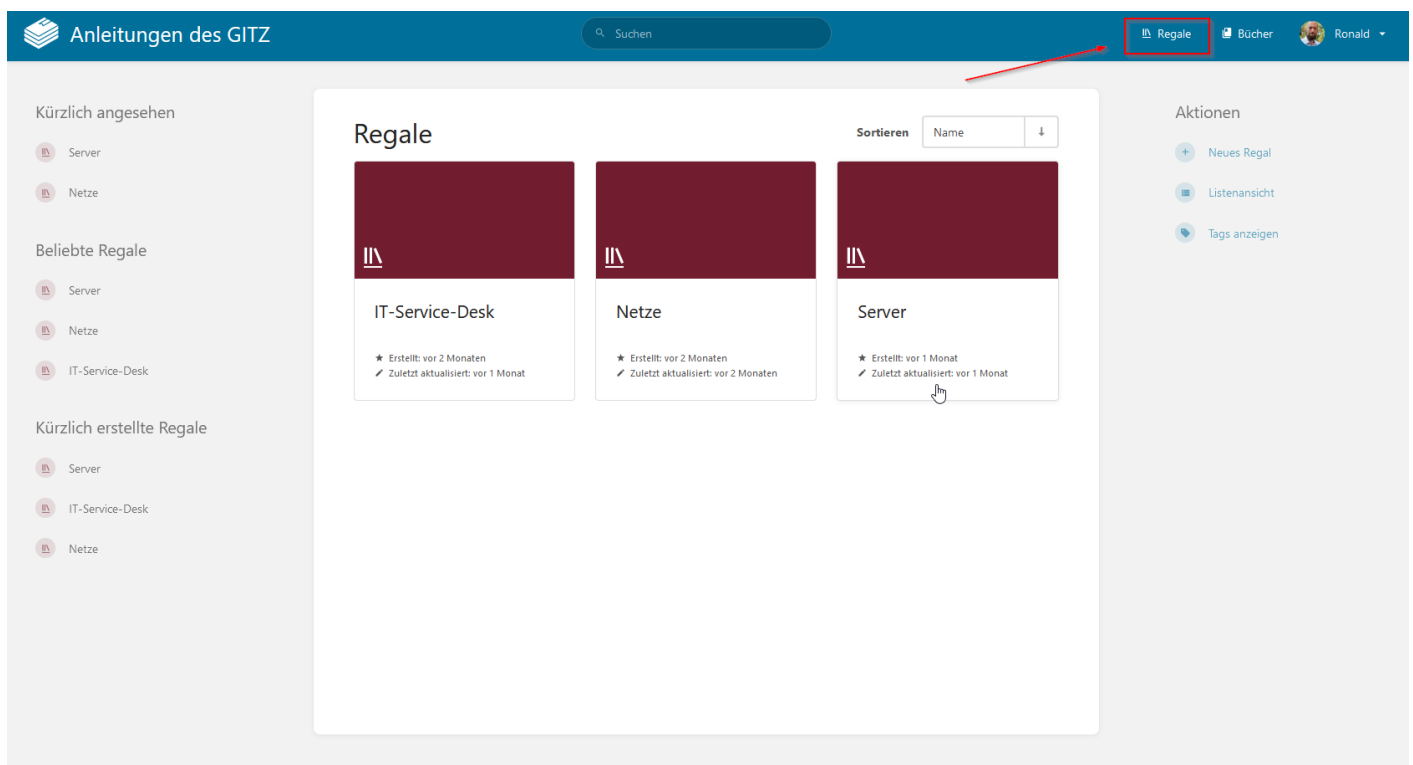 Anleitungen des GITZ
Suchen
Regale
Bücher
Ronald
Kürzlich angesehen
Server
Netze
Beliebte Regale
Server
Netze
IT-Service-Desk
Kürzlich erstellte Regale
Server
IT-Service-Desk
Netze
Regale
Sortieren
Name
IT-Service-Desk
Erstellt: vor 2 Monaten
Zuletzt aktualisiert: vor 1 Monat
Netze
Erstellt: vor 2 Monaten
Zuletzt aktualisiert: vor 2 Monaten
Server
Erstellt: vor 1 Monat
Zuletzt aktualisiert: vor 1 Monat
Aktionen
Neues Regal
Listenansicht
Tags anzeigen